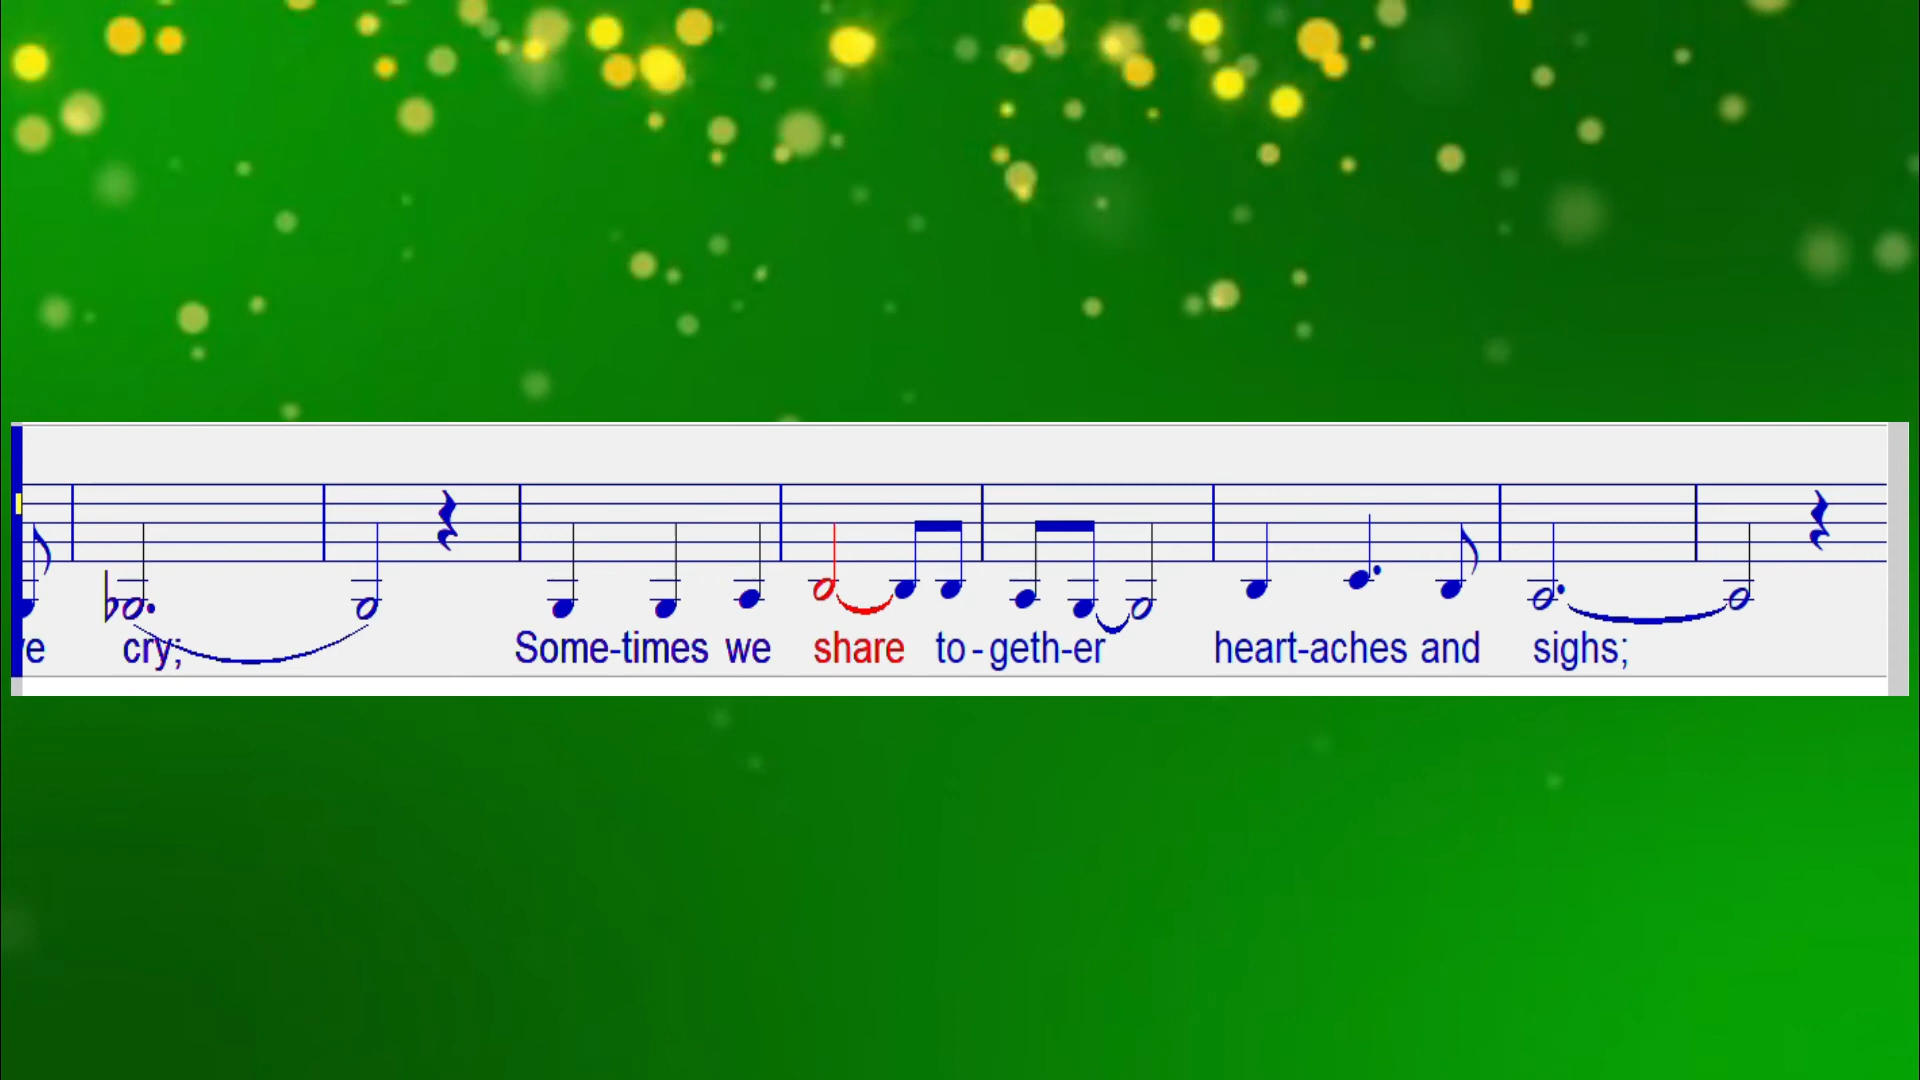 cry; Some-times we share to-geth-er heart-aches and sighs;